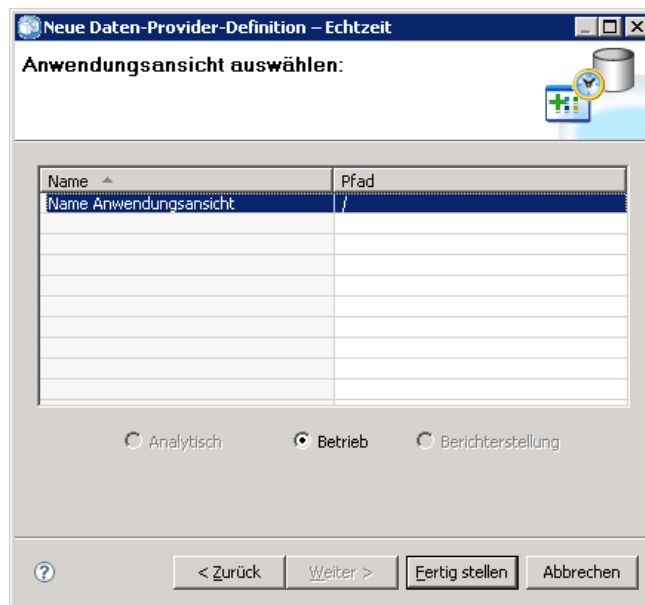 Neue Daten-Provider-Definition – Echtzeit
Anwendungsansicht auswählen:
Name Pfad
Name Anwendungsansicht /
Analytisch Betrieb Berichterstellung
? < Zurück Weiter > Fertig stellen Abbrechen